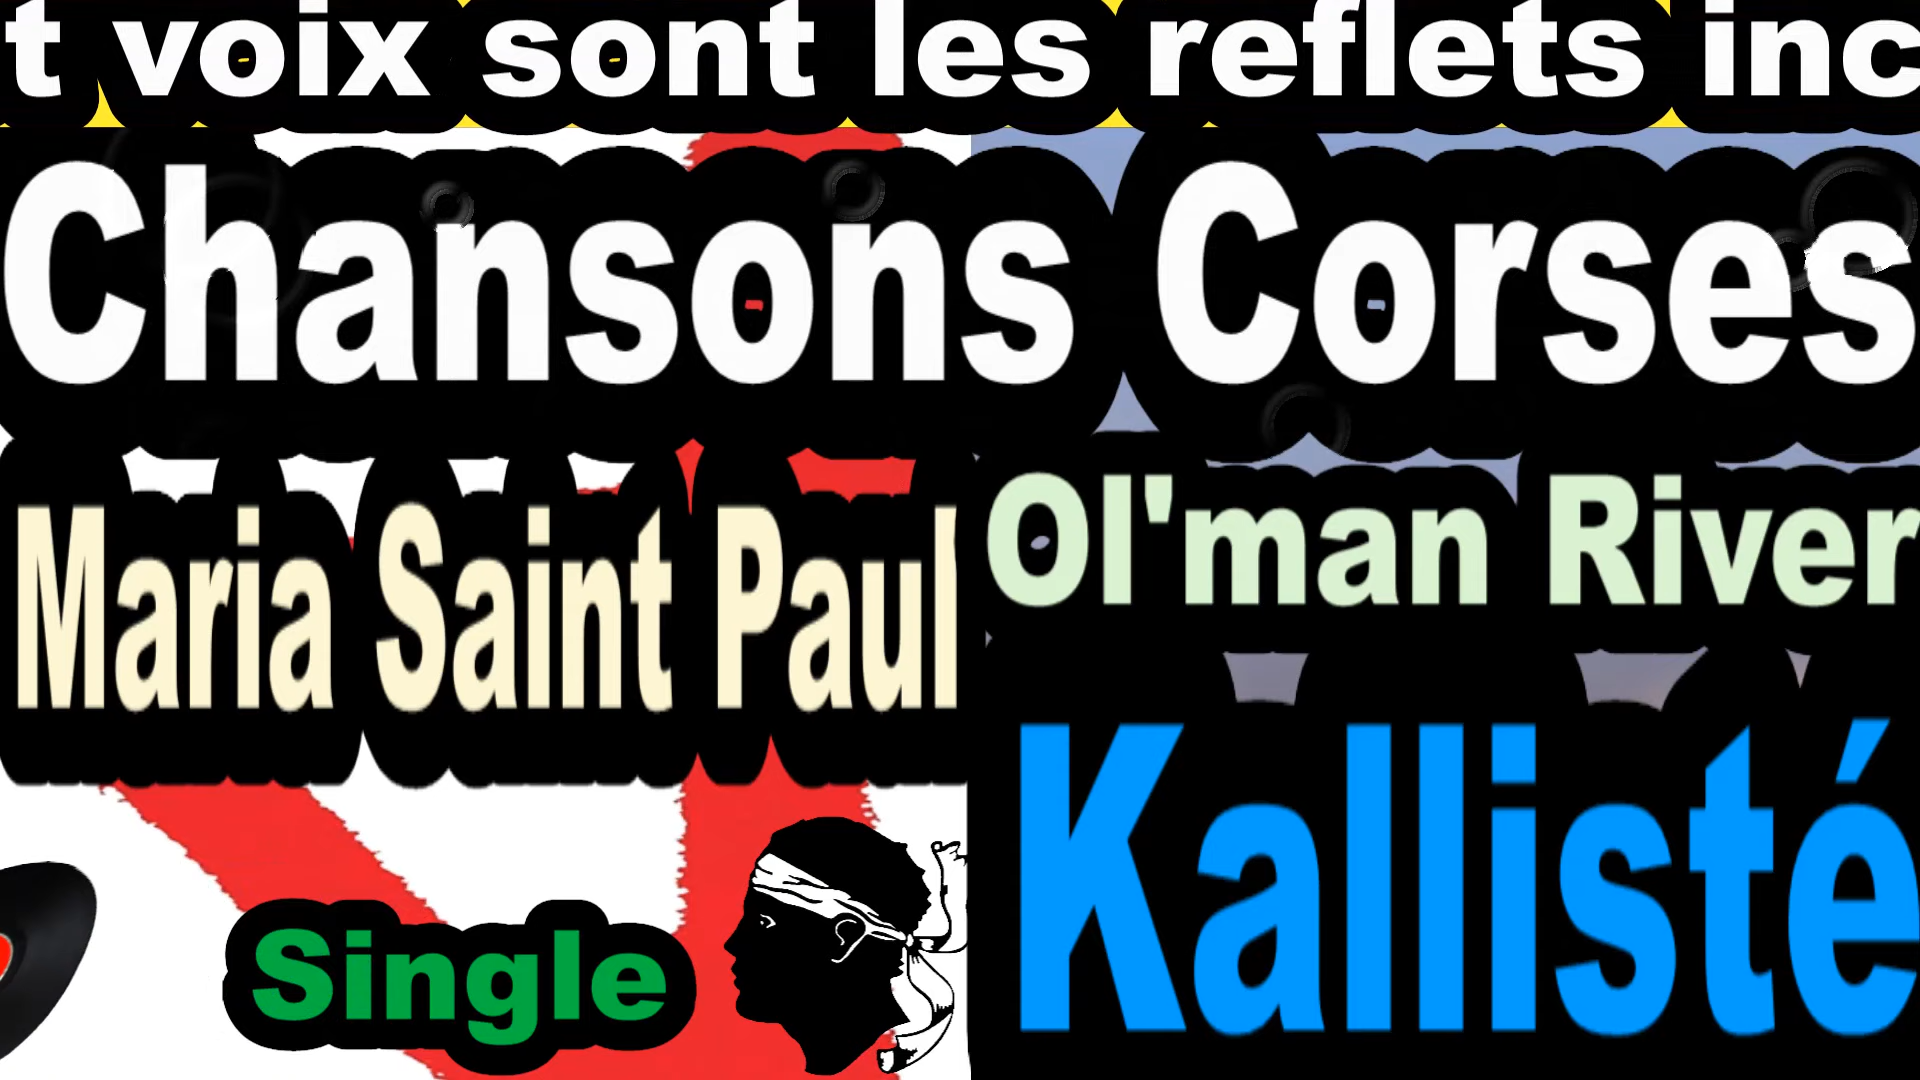 t voix sont les reflets inc
Chansons Corses
Maria Saint Paul
Ol'man River
Kallisté
Single